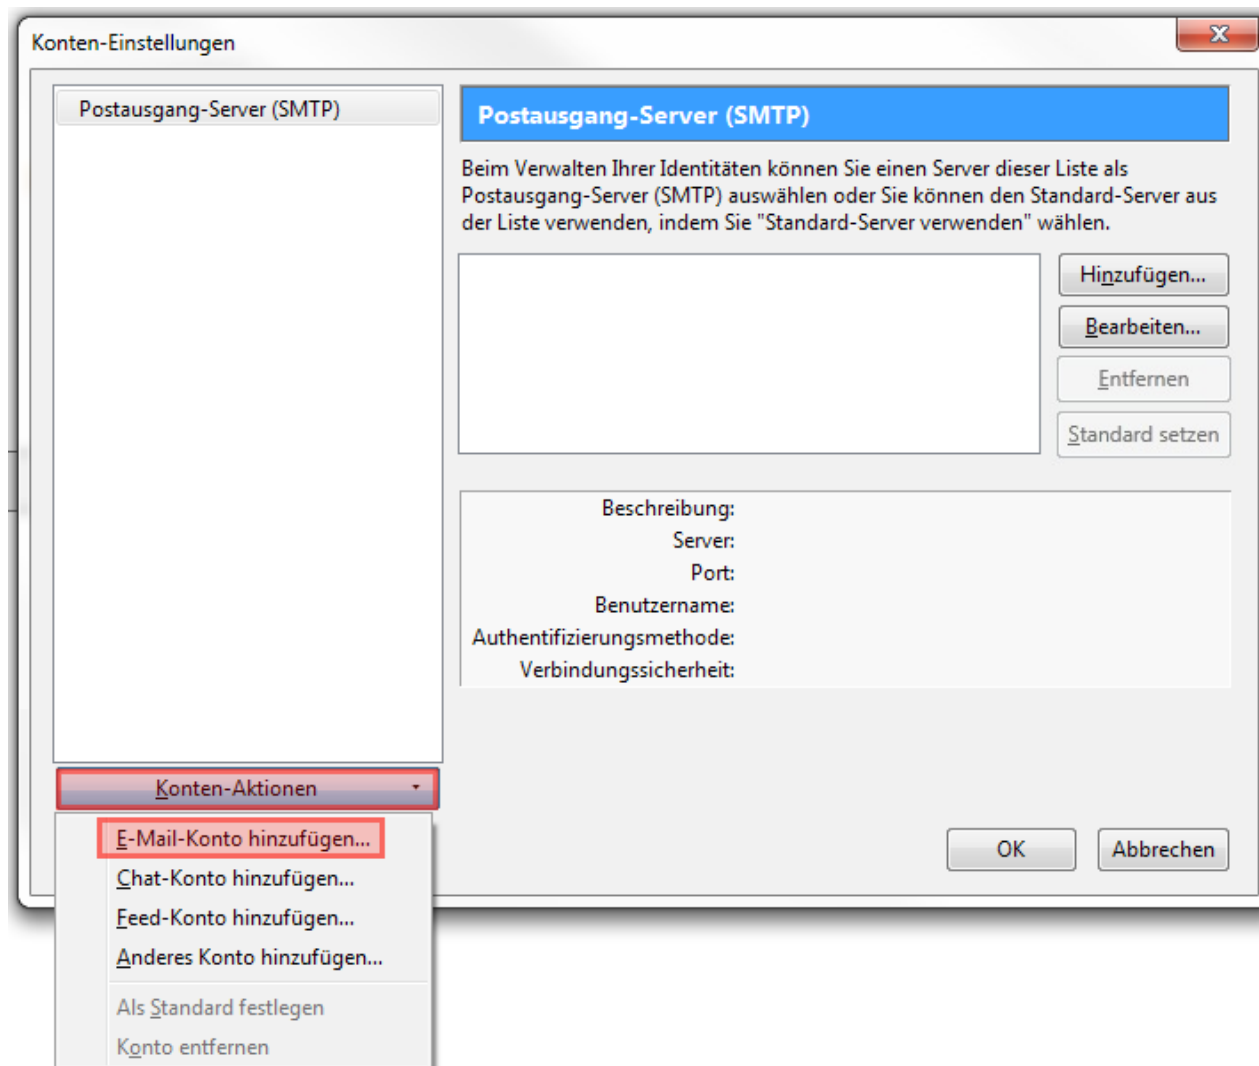 Konten-Einstellungen
Postausgang-Server (SMTP)
Postausgang-Server (SMTP)
Beim Verwalten Ihrer Identitäten können Sie einen Server dieser Liste als
Postausgang-Server (SMTP) auswählen oder Sie können den Standard-Server aus
der Liste verwenden, indem Sie "Standard-Server verwenden" wählen.
Hinzufügen...
Bearbeiten...
Entfernen
Standard setzen
Beschreibung:
Server:
Port:
Benutzername:
Authentifizierungsmethode:
Verbindungssicherheit:
Konten-Aktionen
E-Mail-Konto hinzufügen...
Chat-Konto hinzufügen...
Feed-Konto hinzufügen...
Anderes Konto hinzufügen...
Als Standard festlegen
Konto entfernen
OK
Abbrechen